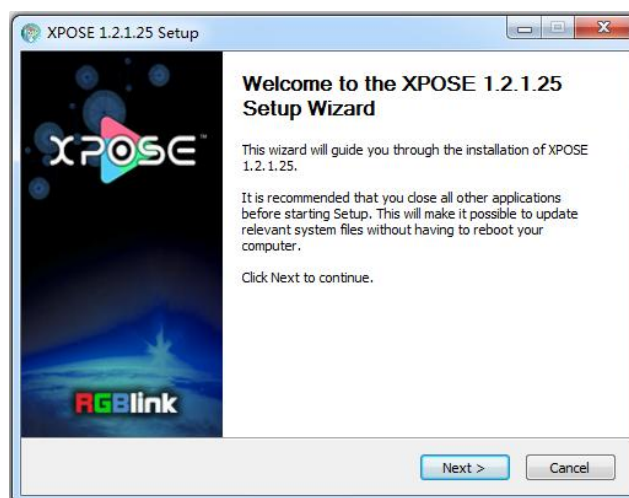 XPOSE 1.2.1.25 Setup
XPOSE™
Welcome to the XPOSE 1.2.1.25
Setup Wizard
This wizard will guide you through the installation of XPOSE
1.2.1.25.
It is recommended that you close all other applications
before starting Setup. This will make it possible to update
relevant system files without having to reboot your
computer.
Click Next to continue.
RGBlink
Next >
Cancel